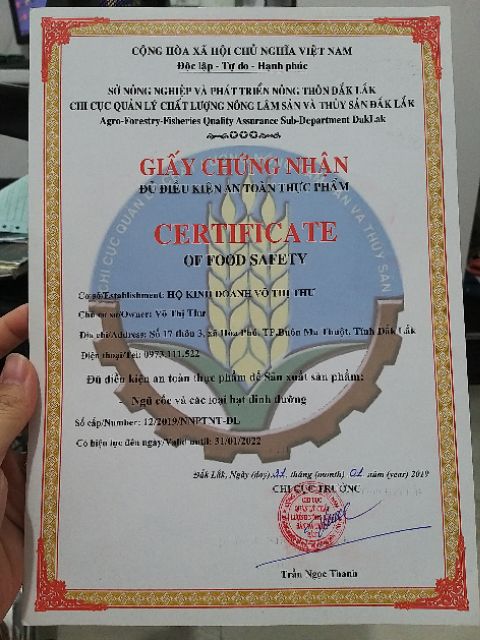 CỘNG HÒA XÃ HỘI CHỦ NGHĨA VIỆT NAM
Độc lập - Tự do - Hạnh phúc
SỞ NÔNG NGHIỆP VÀ PHÁT TRIỂN NÔNG THÔN ĐẮK LẮK
CHI CỤC QUẢN LÝ CHẤT LƯỢNG NÔNG LÂM SẢN VÀ THỦY SẢN ĐẮK LẮK
Agro-Forestry-Fisheries Quality Assurance Sub-Department DakLak
GIẤY CHỨNG NHẬN
ĐỦ ĐIỀU KIỆN AN TOÀN THỰC PHẨM
CERTIFICATE
OF FOOD SAFETY
Cơ sở/Establishment: HỘ KINH DOANH VÕ THỊ THƯ
Chủ cơ sở/Owner: Võ Thị Thư
Địa chỉ/Address: Số 17 thôn 3, xã Hòa Phú, TP.Buôn Ma Thuột, Tỉnh Đắk Lắk
Điện thoại/Tel: 0973.111.522
Đủ điều kiện an toàn thực phẩm để Sản xuất sản phẩm:
- Ngũ cốc và các loại hạt dinh dưỡng
Số cấp/Number: 12/2019/NNPTNT-ĐL
Có hiệu lực đến ngày/Valid until: 31/01/2022
Đắk Lắk, Ngày (day) 31 tháng (month) 01 năm (year) 2019
CHI CỤC TRƯỞNG
Trần Ngọc Thanh